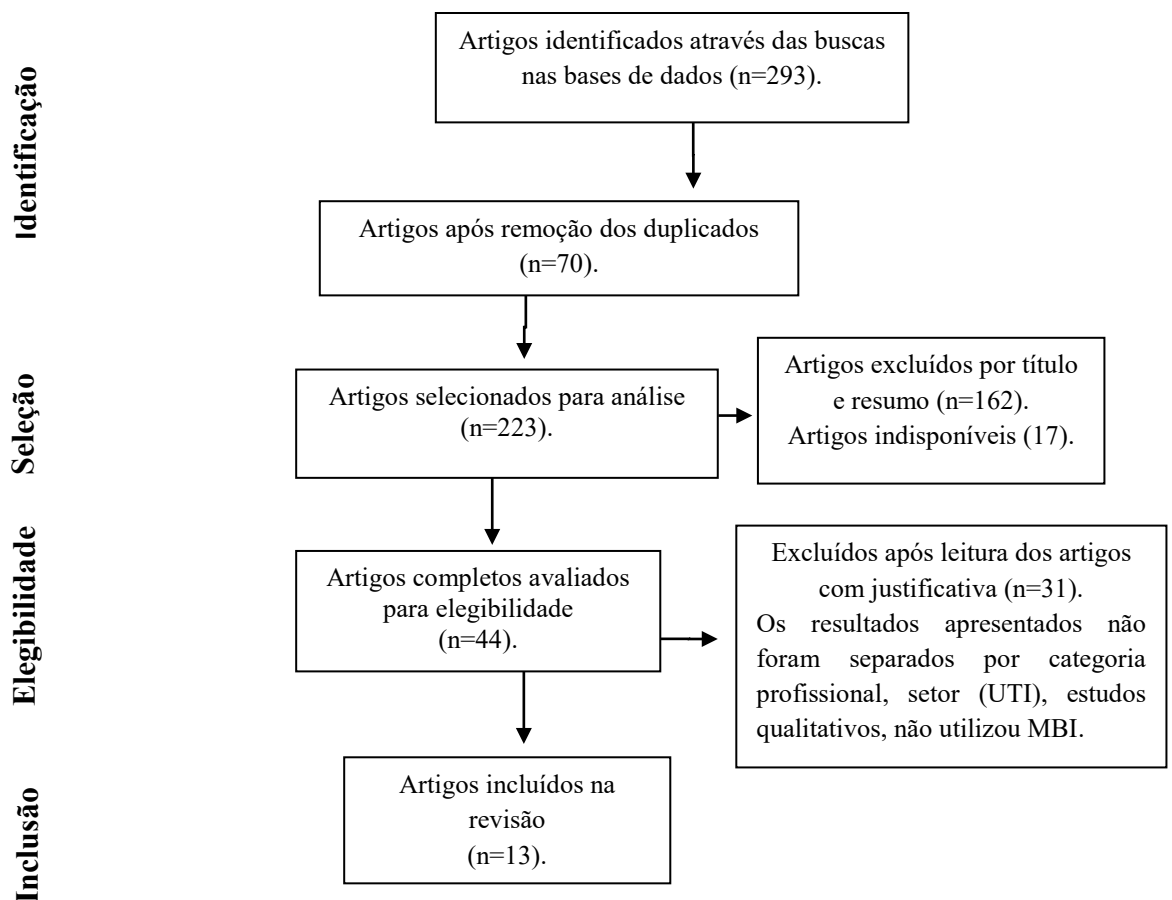 Identificação
Artigos identificados através das buscas
nas bases de dados (n=293).
Artigos após remoção dos duplicados
(n=70).
Seleção
Artigos selecionados para análise
(n=223).
Artigos excluídos por título
e resumo (n=162).
Artigos indisponíveis (17).
Elegibilidade
Artigos completos avaliados
para elegibilidade
(n=44).
Excluídos após leitura dos artigos
com justificativa (n=31).
Os resultados apresentados não
foram separados por categoria
profissional, setor (UTI), estudos
qualitativos, não utilizou MBI.
Inclusão
Artigos incluídos na
revisão
(n=13).